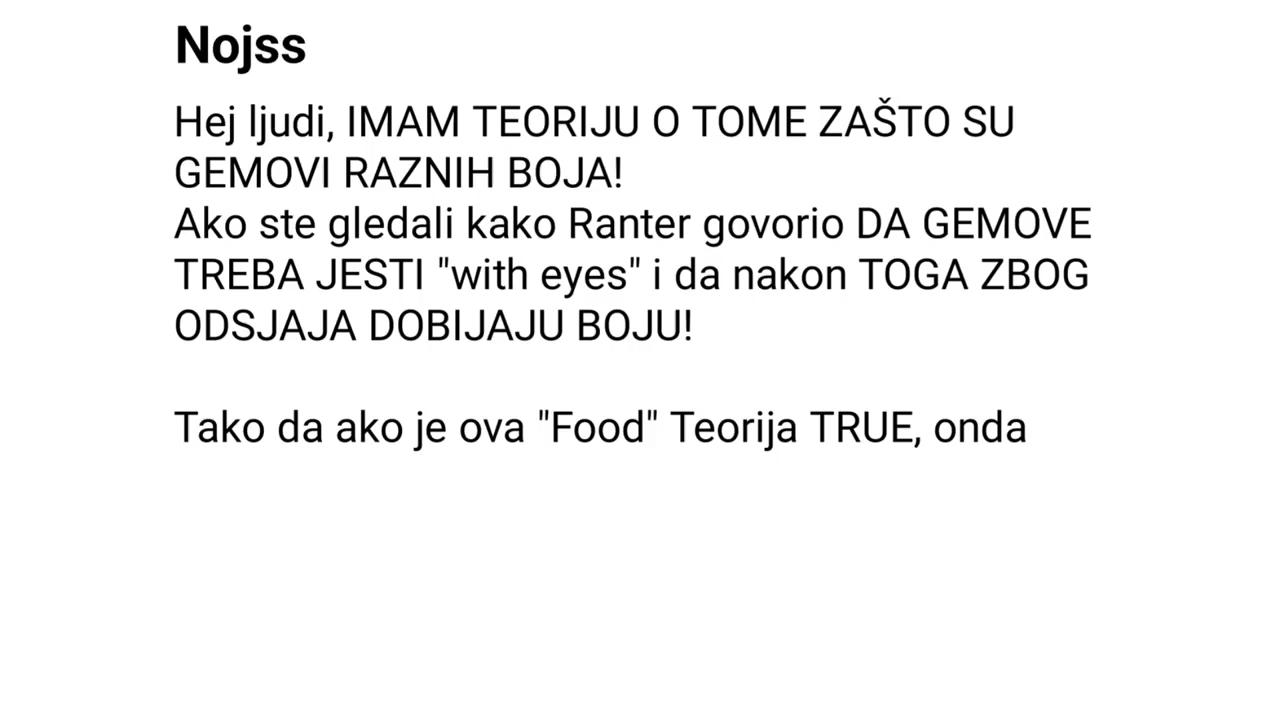 Nojss
Hej ljudi, IMAM TEORIJU O TOME ZAŠTO SU
GEMOVI RAZNIH BOJA!
Ako ste gledali kako Ranter govorio DA GEMOVE
TREBA JESTI "with eyes" i da nakon TOGA ZBOG
ODSJAJA DOBIJAJU BOJU!
Tako da ako je ova "Food" Teorija TRUE, onda